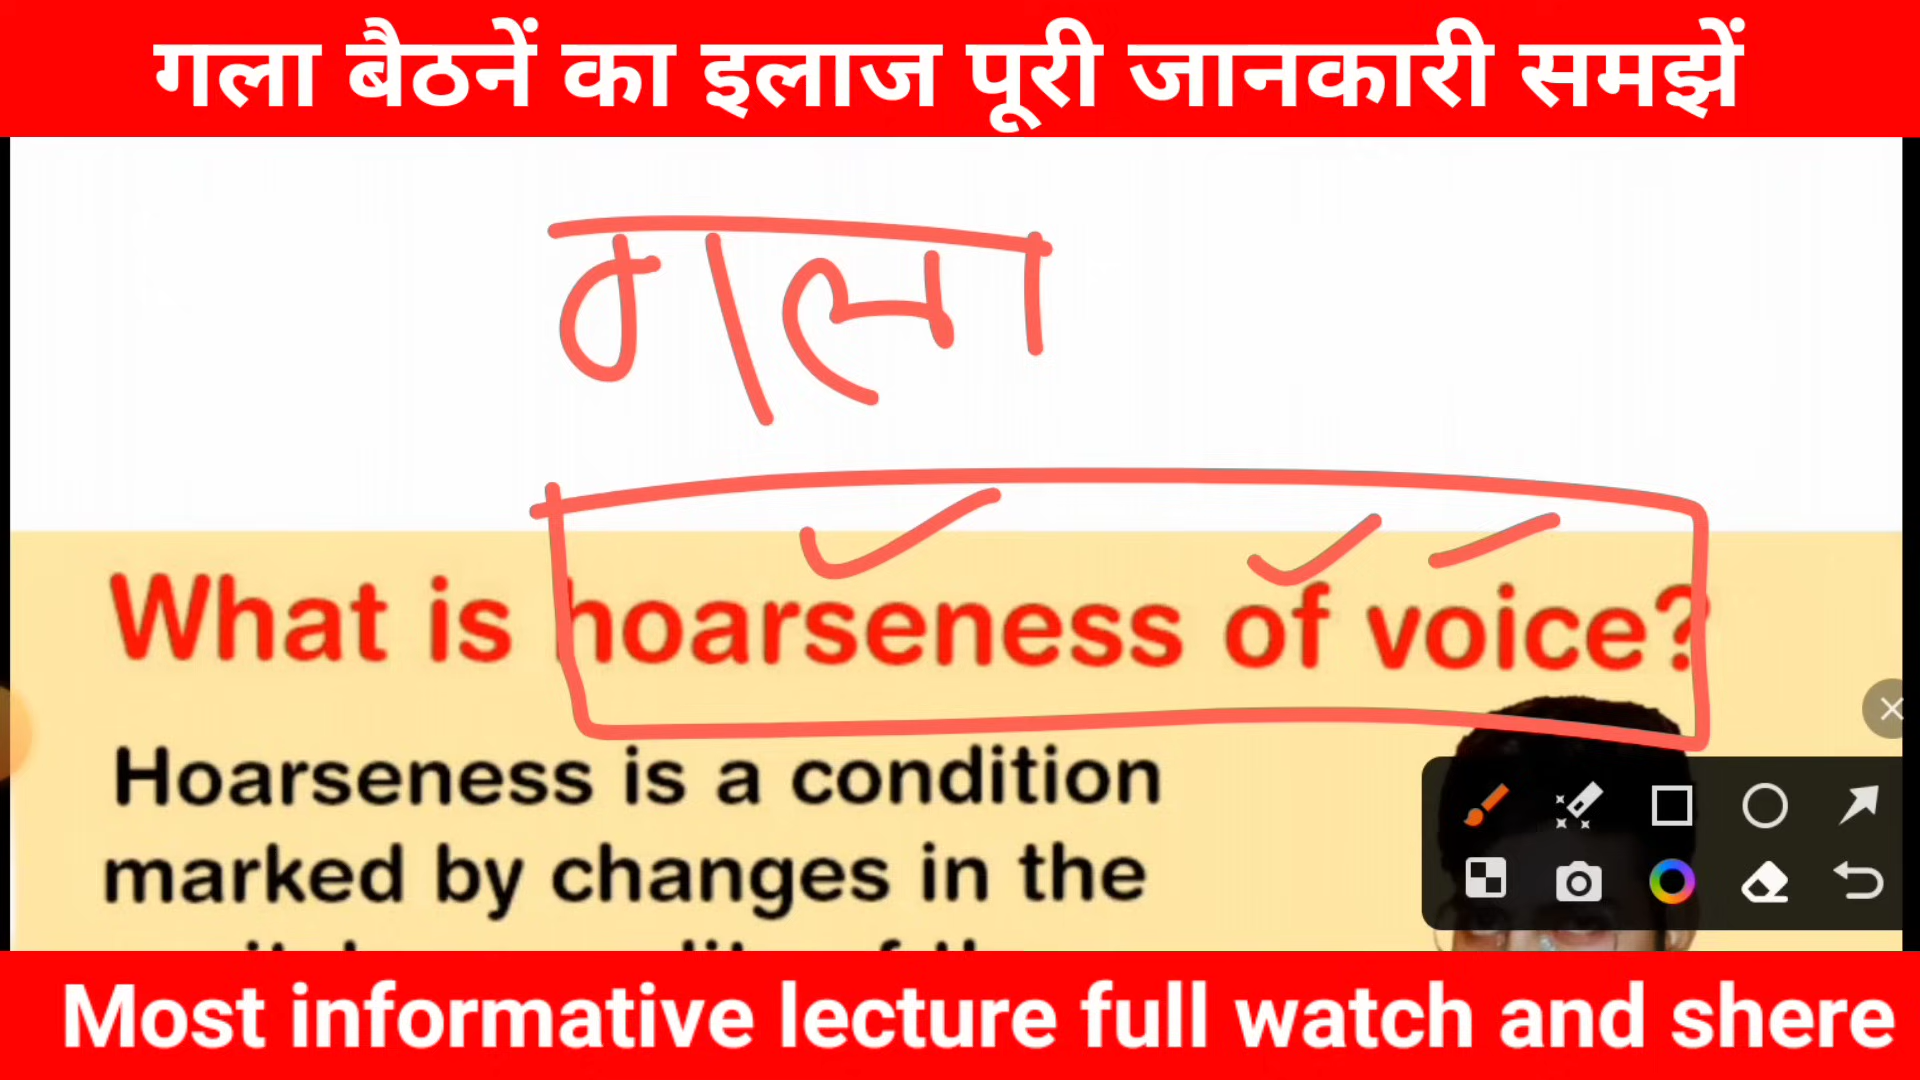 गला बैठनें का इलाज पूरी जानकारी समझें
गला
What is hoarseness of voice?
Hoarseness is a condition
marked by changes in the
Most informative lecture full watch and shere